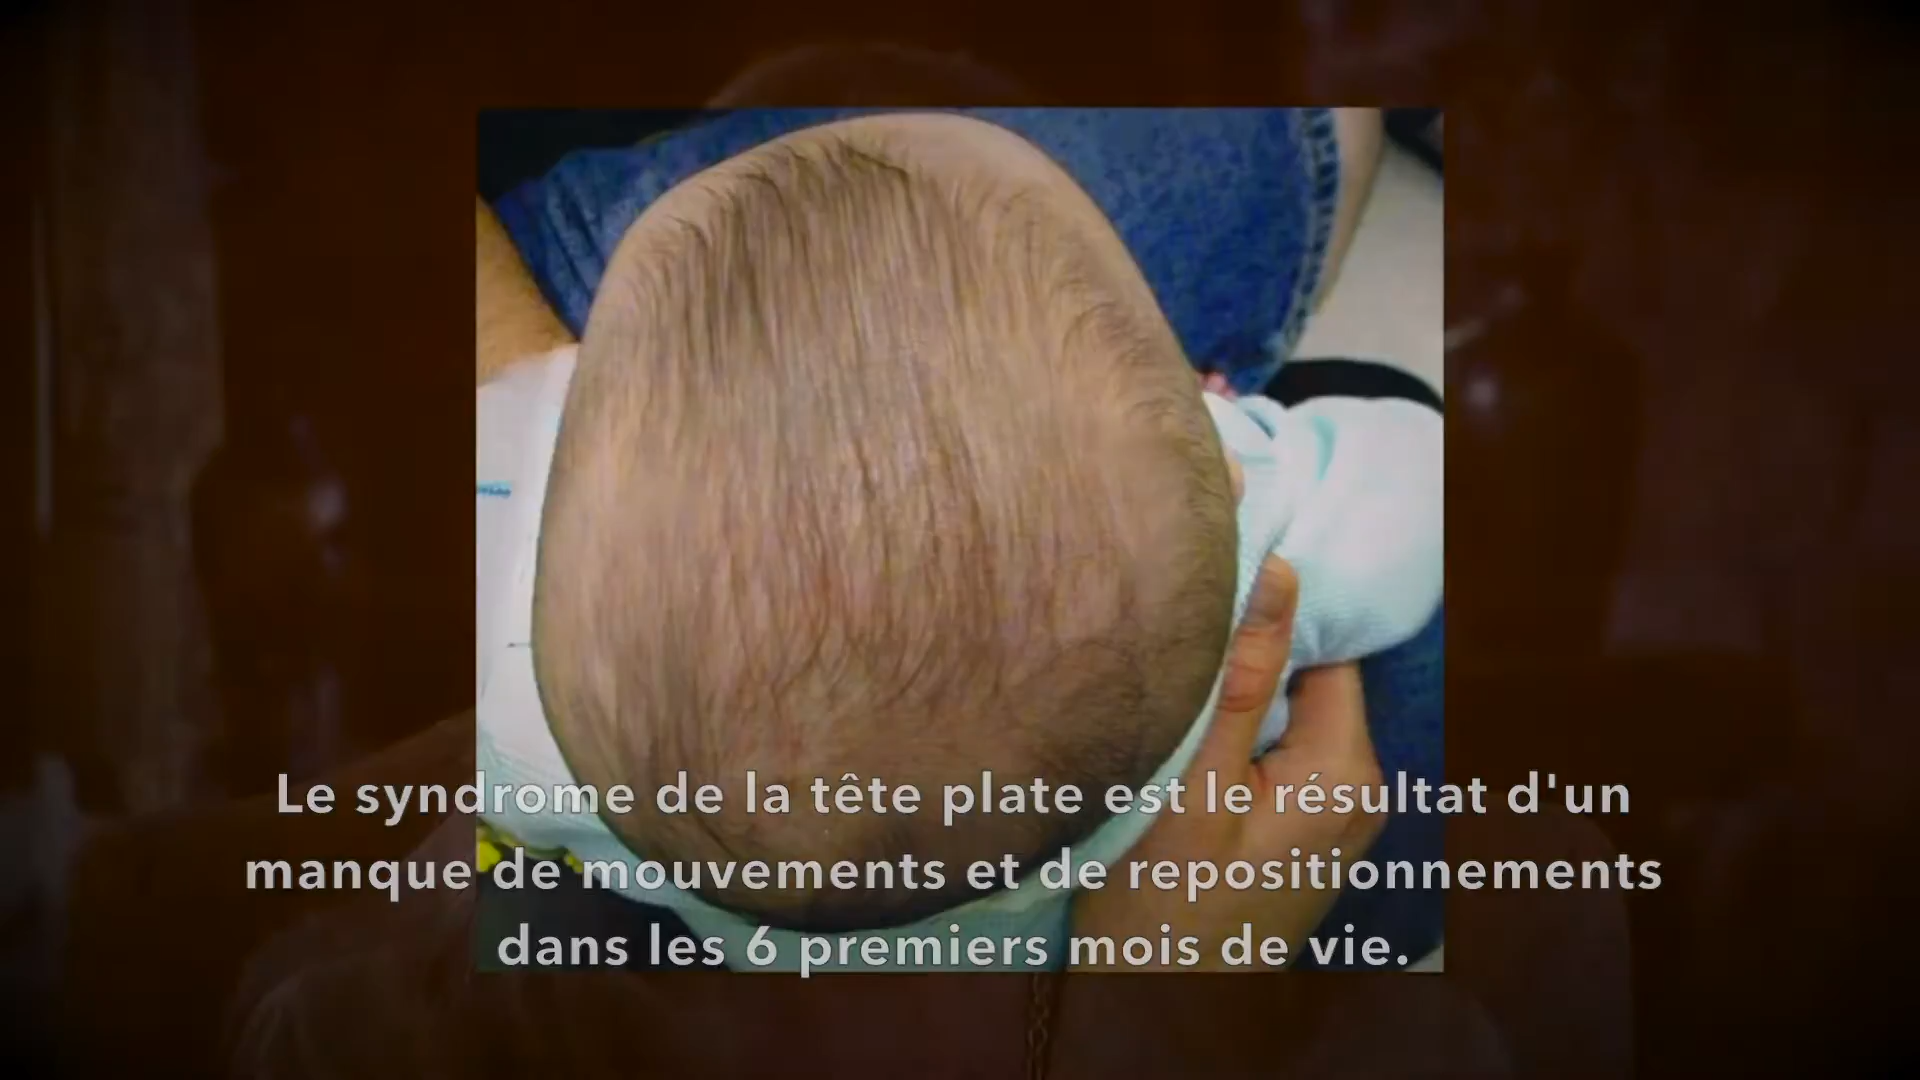 Le syndrome de la tête plate est le résultat d'un
manque de mouvements et de repositionnements
dans les 6 premiers mois de vie.